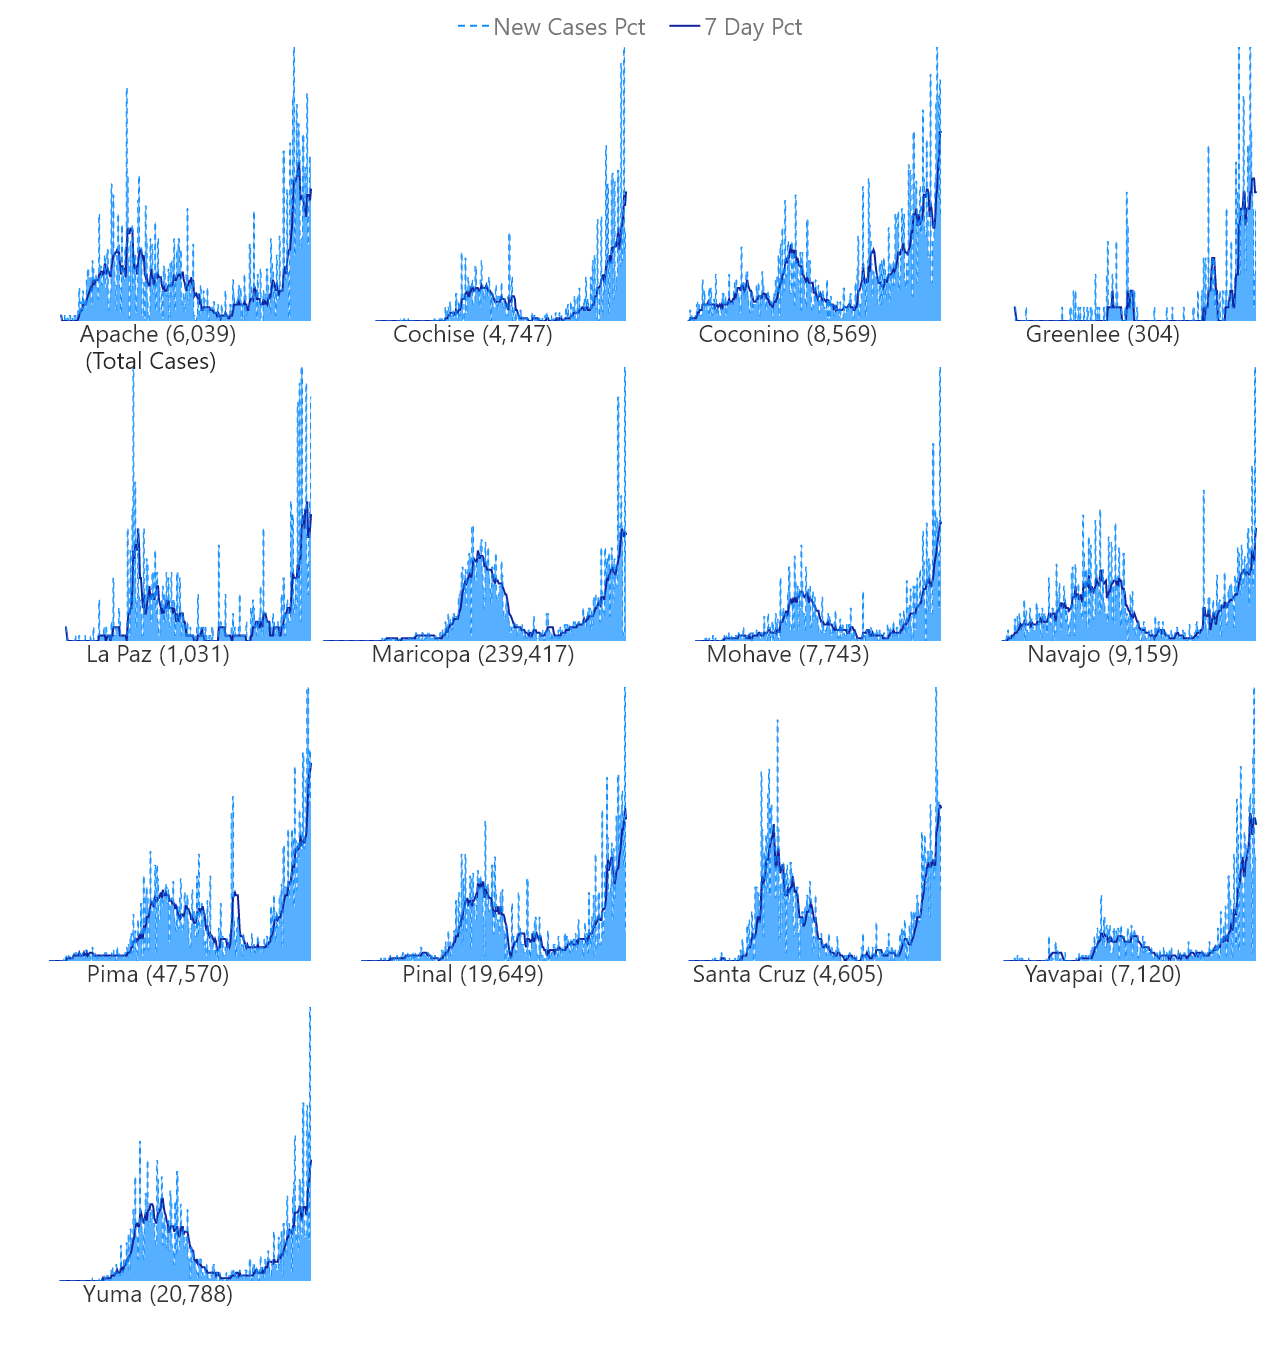 New Cases Pct 7 Day Pct
Apache (6,039)
(Total Cases)
Cochise (4,747)
Coconino (8,569)
Greenlee (304)
La Paz (1,031)
Maricopa (239,417)
Mohave (7,743)
Navajo (9,159)
Pima (47,570)
Pinal (19,649)
Santa Cruz (4,605)
Yavapai (7,120)
Yuma (20,788)